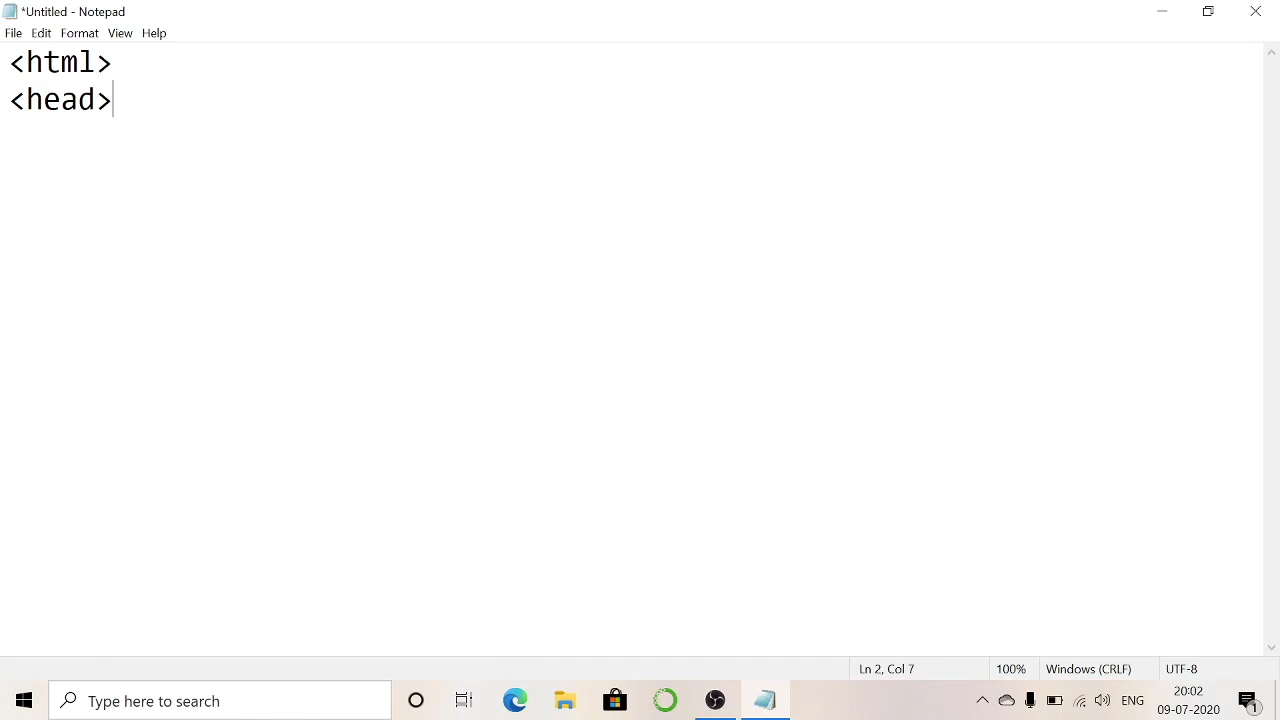 *Untitled - Notepad
File Edit Format View Help
<html>
<head>
Ln 2, Col 7 100% Windows (CRLF) UTF-8
Type here to search
ENG
20:02
09-07-2020
1